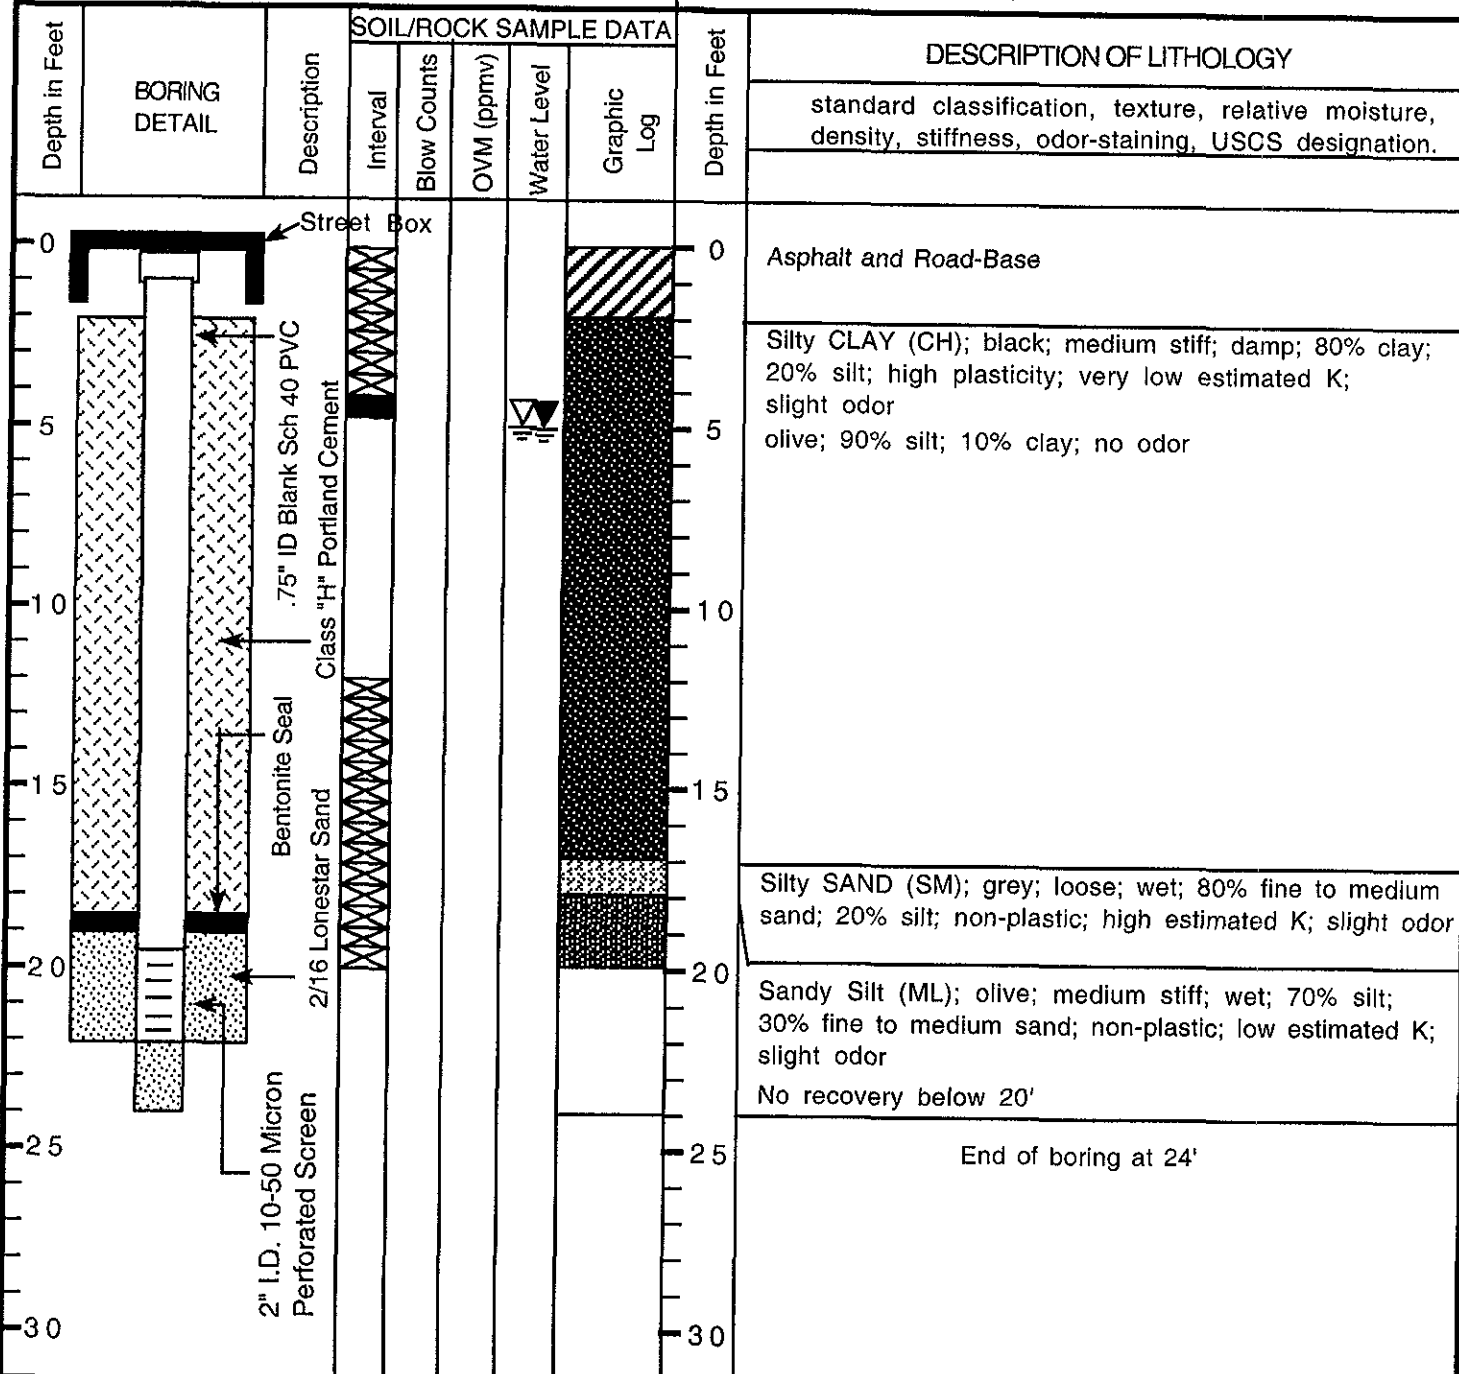 SOIL/ROCK SAMPLE DATA
Depth in Feet
BORING
DETAIL
Description
Interval
Blow Counts
OVM (ppmv)
Water Level
Graphic
Log
Depth in Feet
DESCRIPTION OF LITHOLOGY
standard classification, texture, relative moisture,
density, stiffness, odor-staining, USCS designation.
Street Box
0
5
10
15
20
25
30
.75" ID Blank Sch 40 PVC
Class "H" Portland Cement
Bentonite Seal
2/16 Lonestar Sand
2" I.D. 10-50 Micron
Perforated Screen
0
5
10
15
20
25
30
Asphalt and Road-Base
Silty CLAY (CH); black; medium stiff; damp; 80% clay;
20% silt; high plasticity; very low estimated K;
slight odor
olive; 90% silt; 10% clay; no odor
Silty SAND (SM); grey; loose; wet; 80% fine to medium
sand; 20% silt; non-plastic; high estimated K; slight odor
Sandy Silt (ML); olive; medium stiff; wet; 70% silt;
30% fine to medium sand; non-plastic; low estimated K;
slight odor
No recovery below 20'
End of boring at 24'